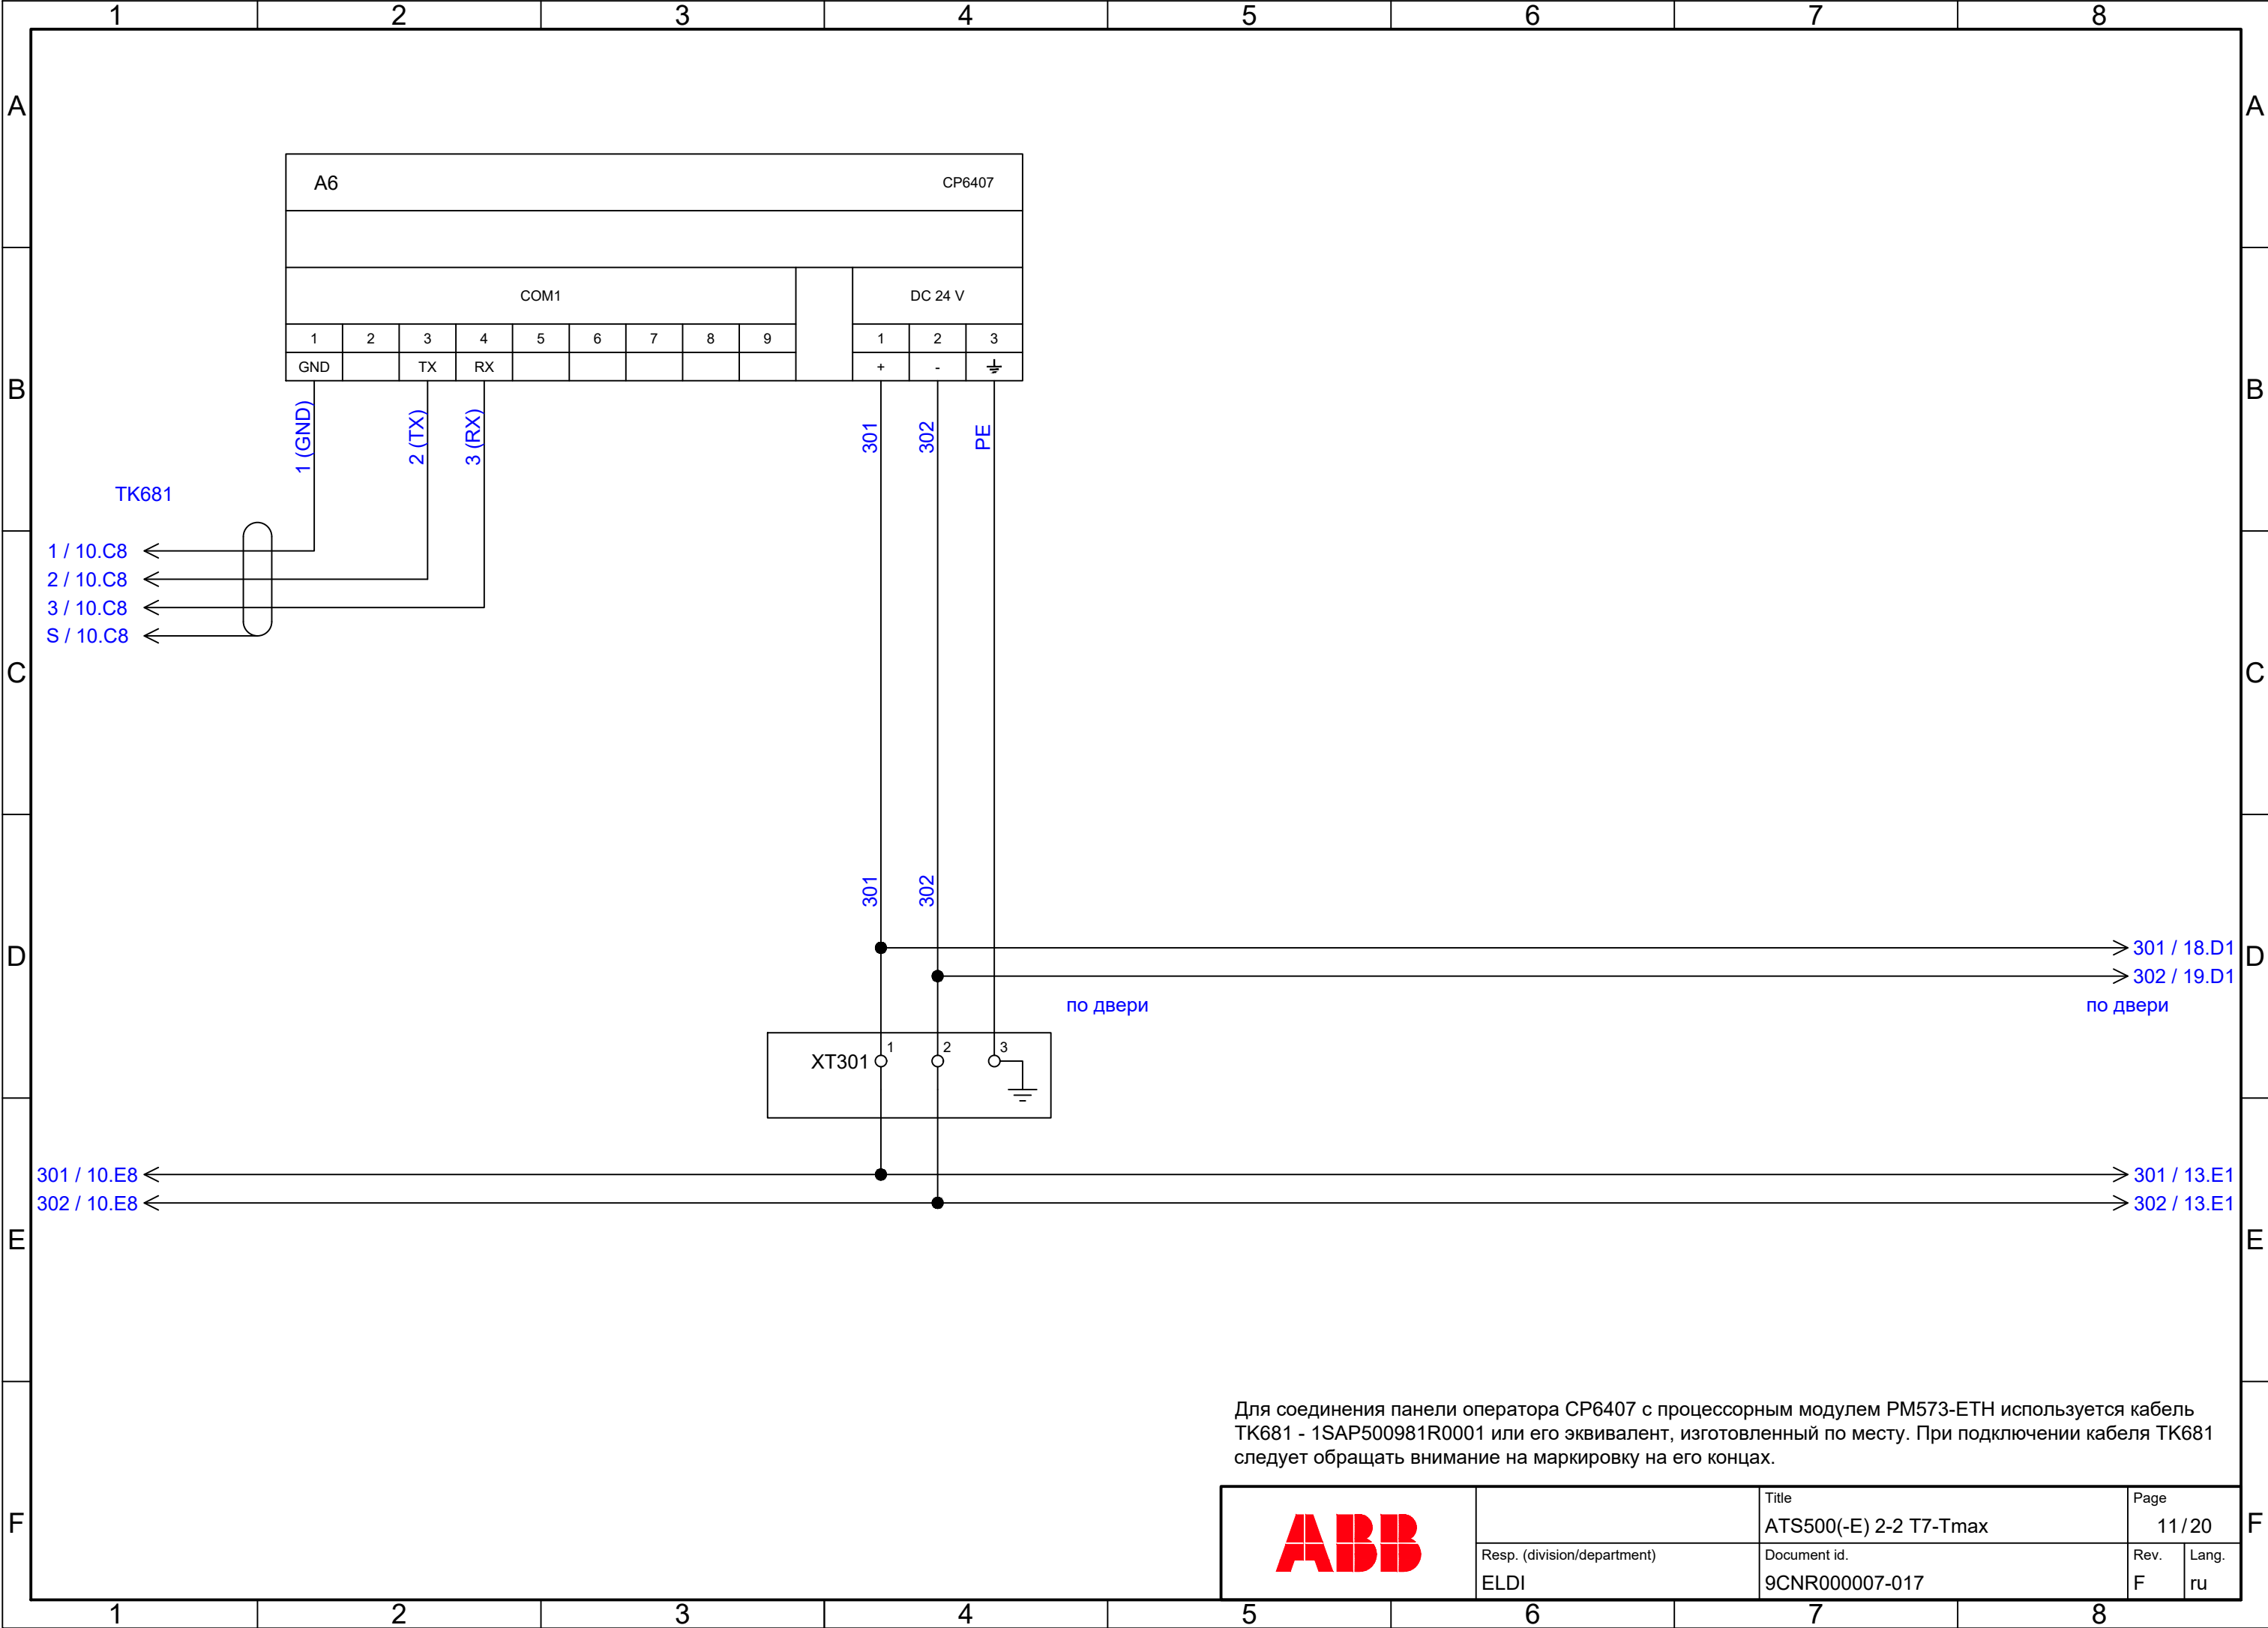 1 2 3 4 5 6 7 8
A A
A6 CP6407
COM1 DC 24 V
1 2 3 4 5 6 7 8 9 1 2 3
GND TX RX + -
B B
1 (GND) 2 (TX) 3 (RX) 301 302 PE
TK681
1 / 10.C8
2 / 10.C8
3 / 10.C8
S / 10.C8
C C
301 302
301 / 18.D1
D D
302 / 19.D1
по двери по двери
XT301 1 2 3
301 / 10.E8 301 / 13.E1
302 / 10.E8 302 / 13.E1
E E
Для соединения панели оператора CP6407 с процессорным модулем PM573-ETH используется кабель
TK681 - 1SAP500981R0001 или его эквивалент, изготовленный по месту. При подключении кабеля TK681
следует обращать внимание на маркировку на его концах.
F F
ABB
Title
ATS500(-E) 2-2 T7-Tmax
Page
11/20
Resp. (division/department)
ELDI
Document id.
9CNR000007-017
Rev.
F
Lang.
ru
1 2 3 4 5 6 7 8